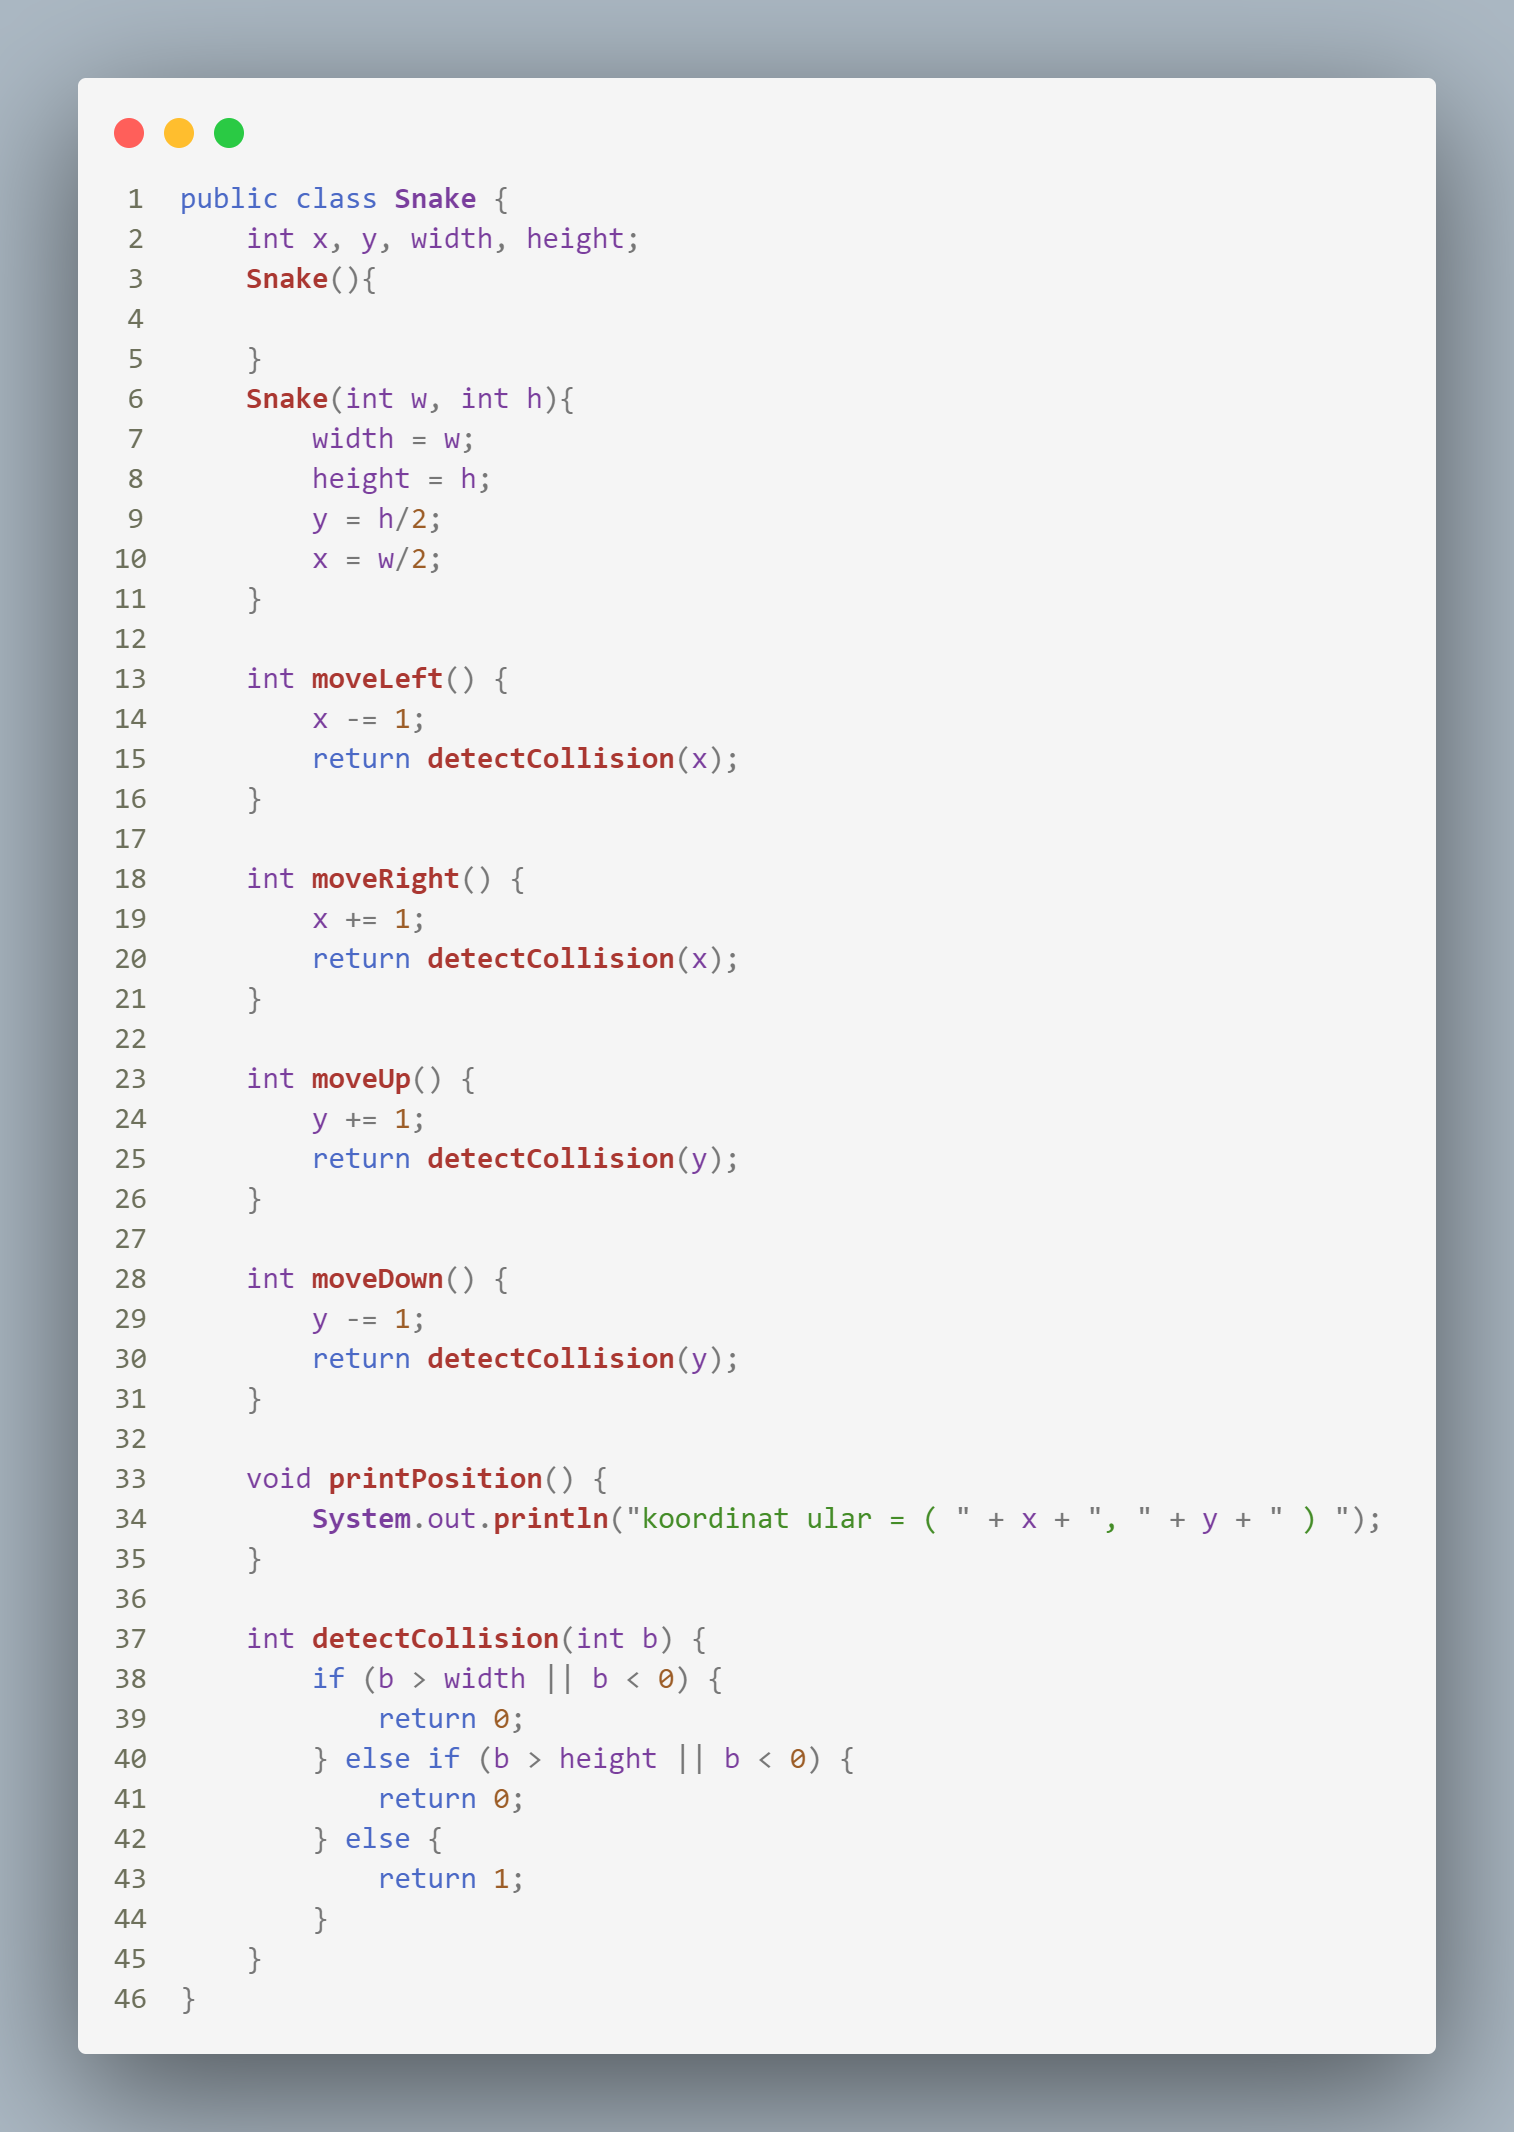 1 public class Snake {
2     int x, y, width, height;
3     Snake(){
4
5     }
6     Snake(int w, int h){
7         width = w;
8         height = h;
9         y = h/2;
10         x = w/2;
11     }
12
13     int moveLeft() {
14         x -= 1;
15         return detectCollision(x);
16     }
17
18     int moveRight() {
19         x += 1;
20         return detectCollision(x);
21     }
22
23     int moveUp() {
24         y += 1;
25         return detectCollision(y);
26     }
27
28     int moveDown() {
29         y -= 1;
30         return detectCollision(y);
31     }
32
33     void printPosition() {
34         System.out.println("koordinat ular = ( " + x + ", " + y + " ) ");
35     }
36
37     int detectCollision(int b) {
38         if (b > width || b < 0) {
39             return 0;
40         } else if (b > height || b < 0) {
41             return 0;
42         } else {
43             return 1;
44         }
45     }
46 }